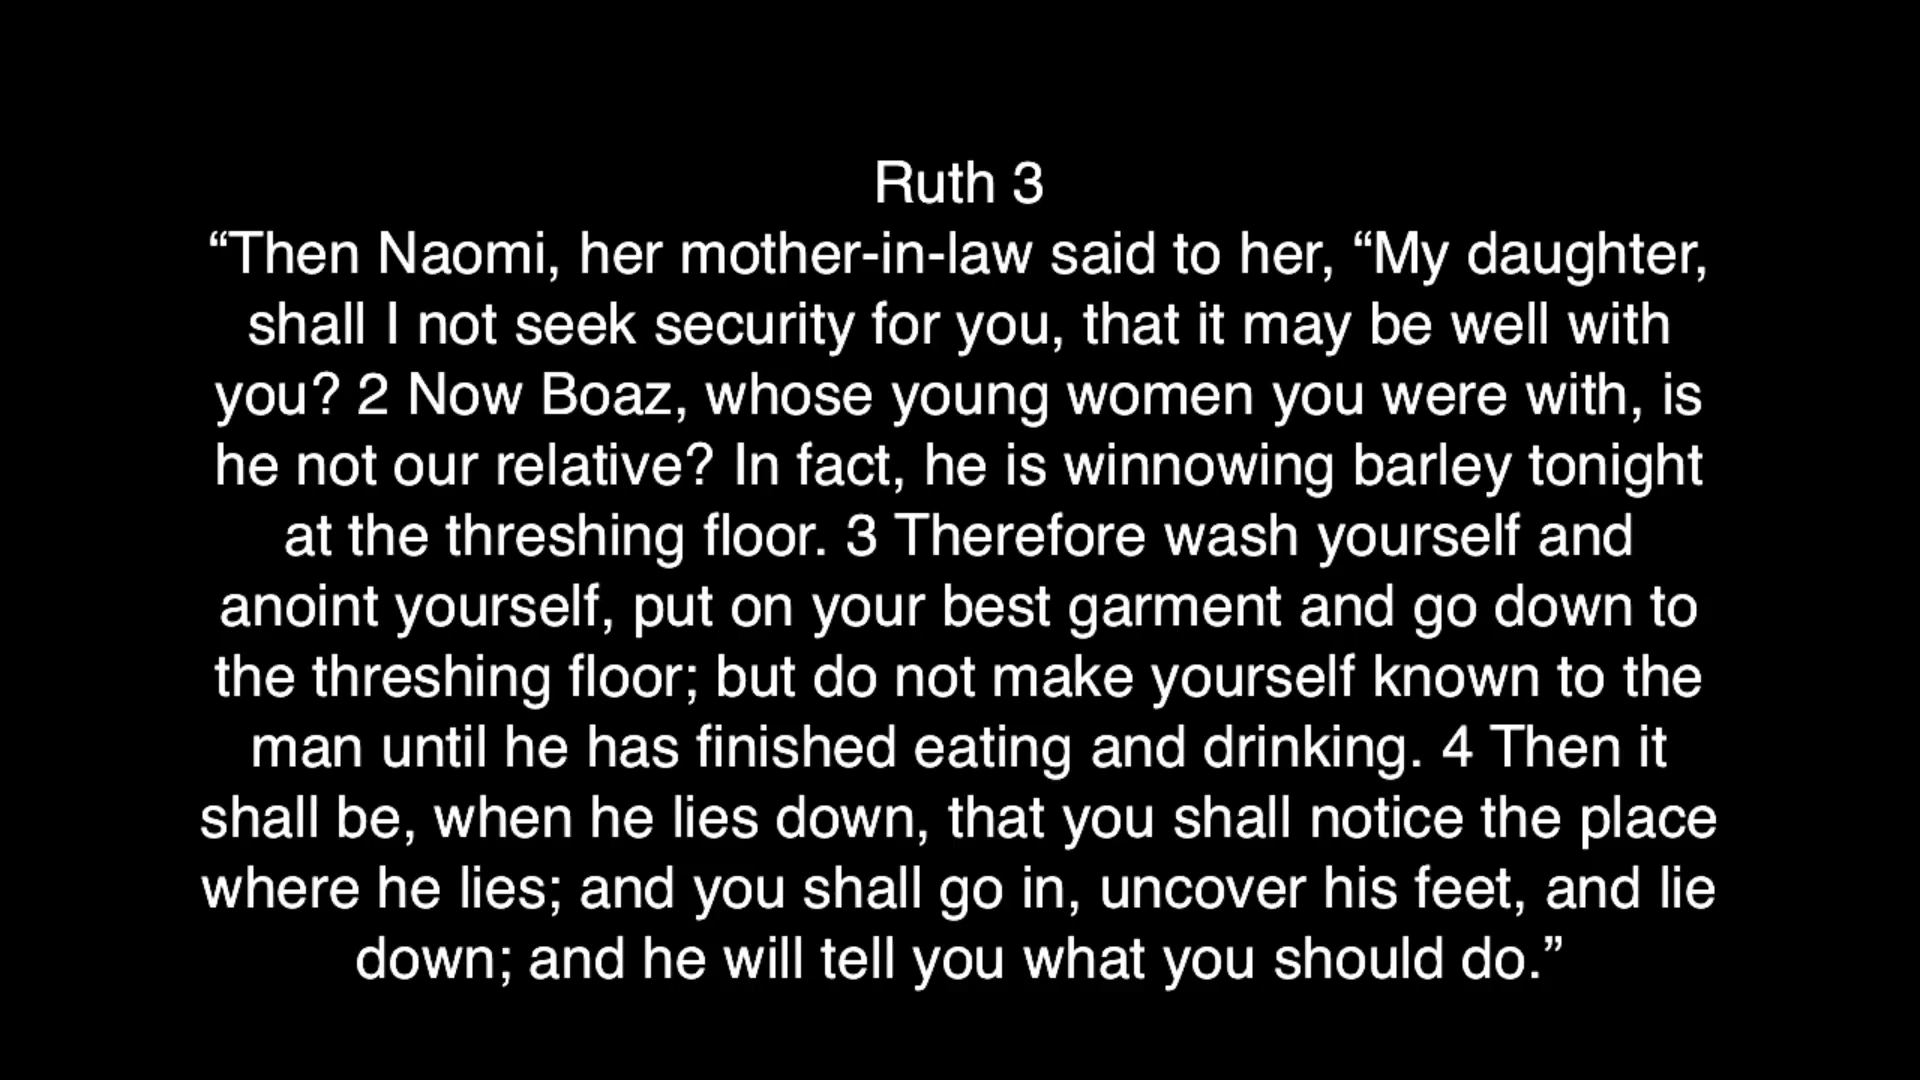 Ruth 3
“Then Naomi, her mother-in-law said to her, “My daughter,
shall I not seek security for you, that it may be well with
you? 2 Now Boaz, whose young women you were with, is
he not our relative? In fact, he is winnowing barley tonight
at the threshing floor. 3 Therefore wash yourself and
anoint yourself, put on your best garment and go down to
the threshing floor; but do not make yourself known to the
man until he has finished eating and drinking. 4 Then it
shall be, when he lies down, that you shall notice the place
where he lies; and you shall go in, uncover his feet, and lie
down; and he will tell you what you should do.”